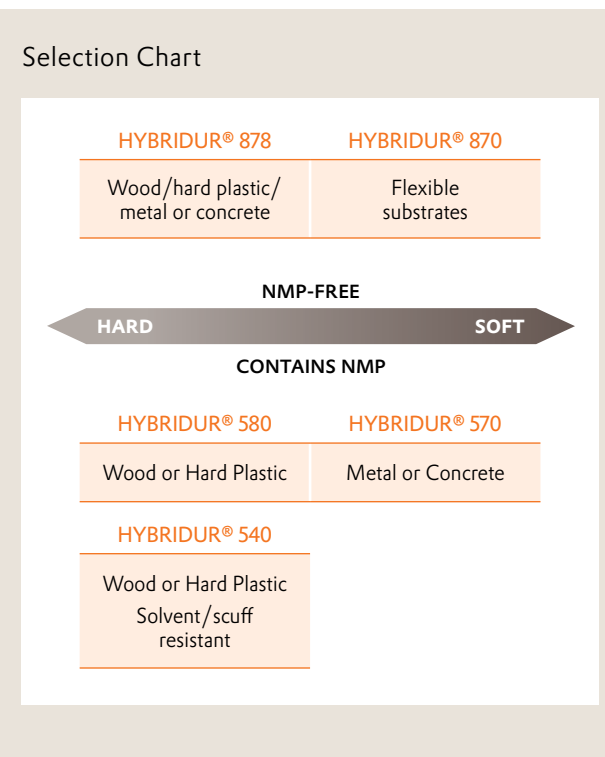 Selection Chart
HYBRIDUR® 878
Wood/hard plastic/
metal or concrete
HYBRIDUR® 870
Flexible
substrates
NMP-FREE
HARD
SOFT
CONTAINS NMP
HYBRIDUR® 580
Wood or Hard Plastic
HYBRIDUR® 570
Metal or Concrete
HYBRIDUR® 540
Wood or Hard Plastic
Solvent/scuff
resistant